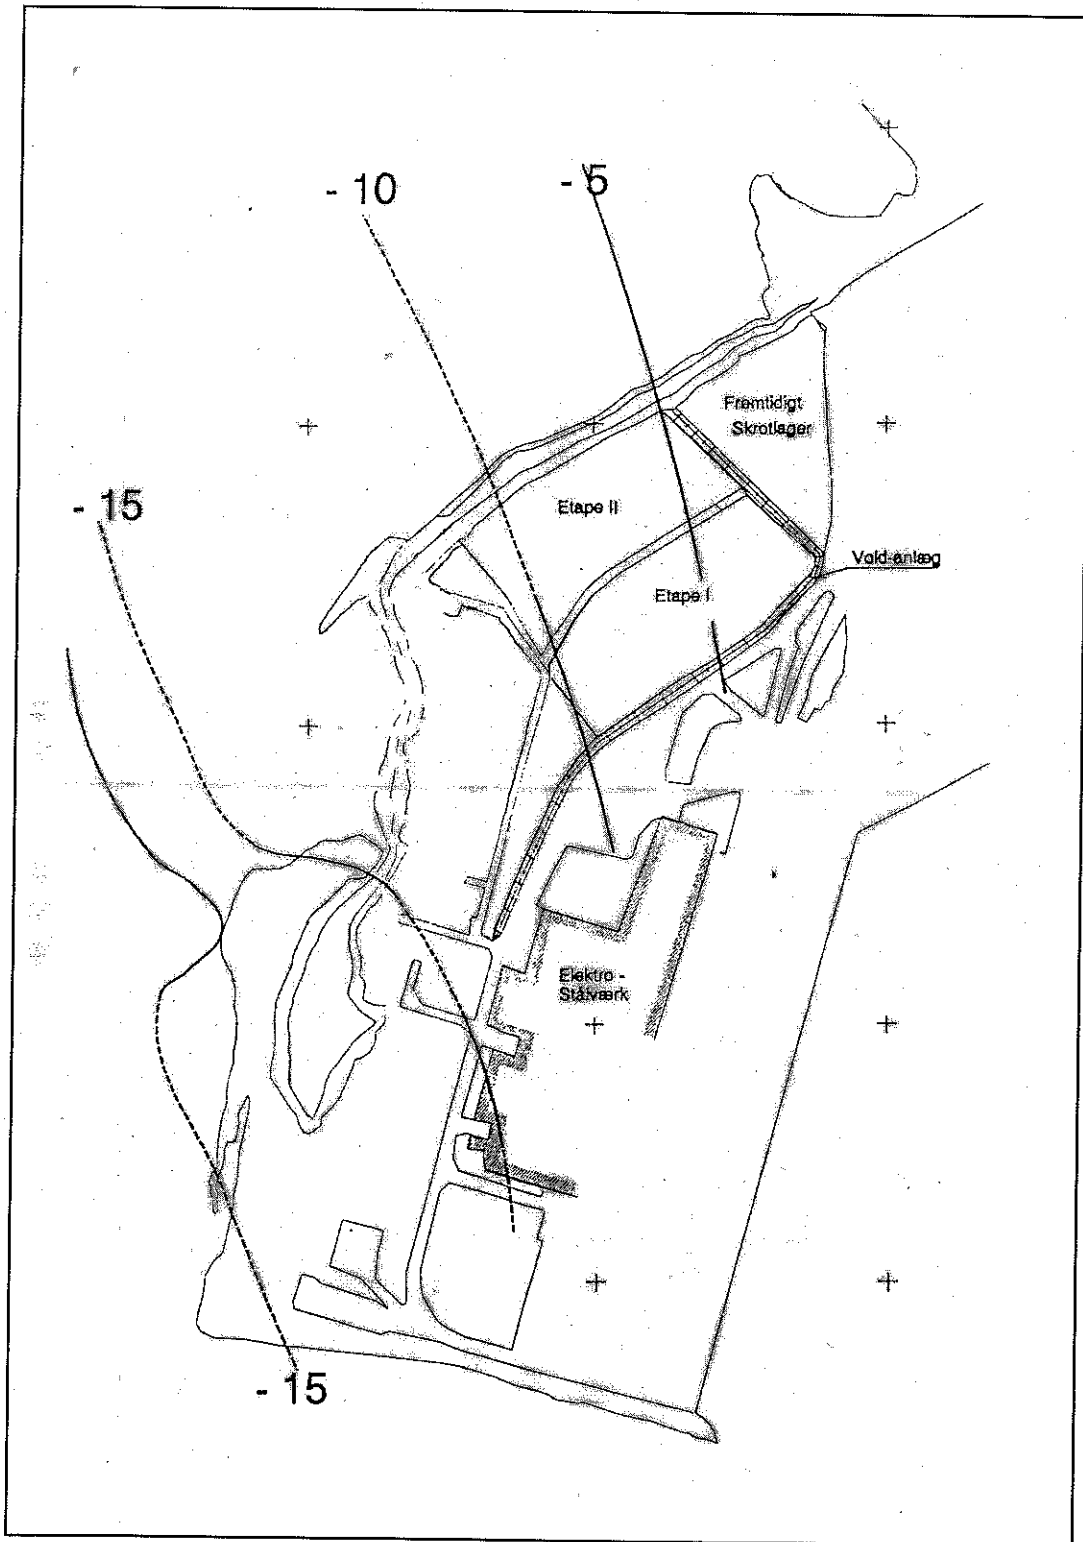 - 10
- 5
Fremtidigt
Skrotlager
- 15
Etape II
Vold-anlæg
Etape I
Elektro -
Stålværk
- 15